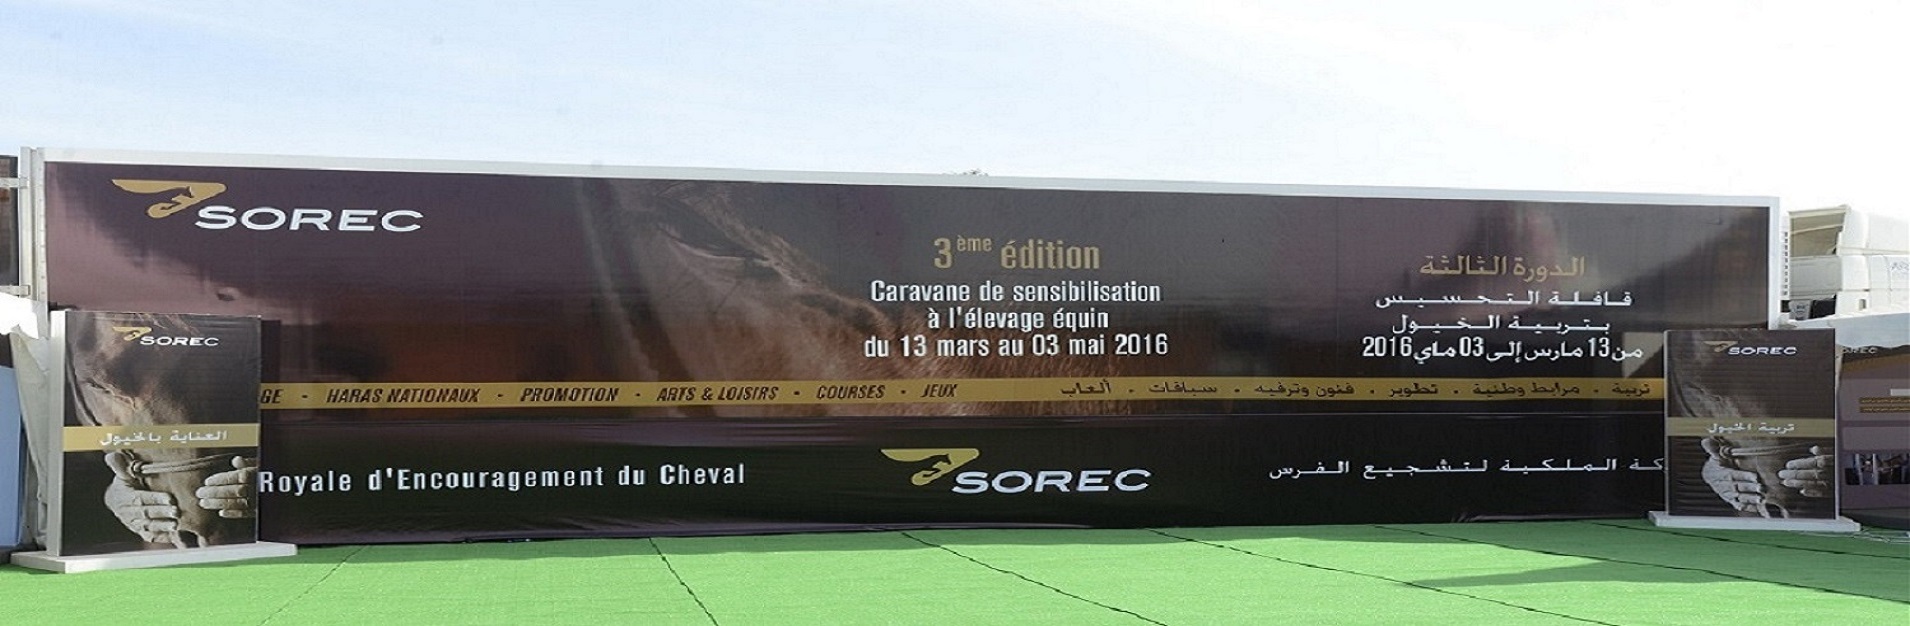 SOREC
3ème édition
Caravane de sensibilisation
à l'élevage équin
du 13 mars au 03 mai 2016
الدورة الثالثة
قافلة التحسيس
بتربية الخيول
من 13 مارس إلى 03 ماي 2016
GE - HARAS NATIONAUX - PROMOTION - ARTS & LOISIRS - COURSES - JEUX
تربية . مرابط وطنية . تطوير . فنون وترفيه . سباقات . ألعاب
Royale d'Encouragement du Cheval
SOREC
كة الملكية لتشجيع الفرس
SOREC
العناية بالخيول
SOREC
تربية الخيول